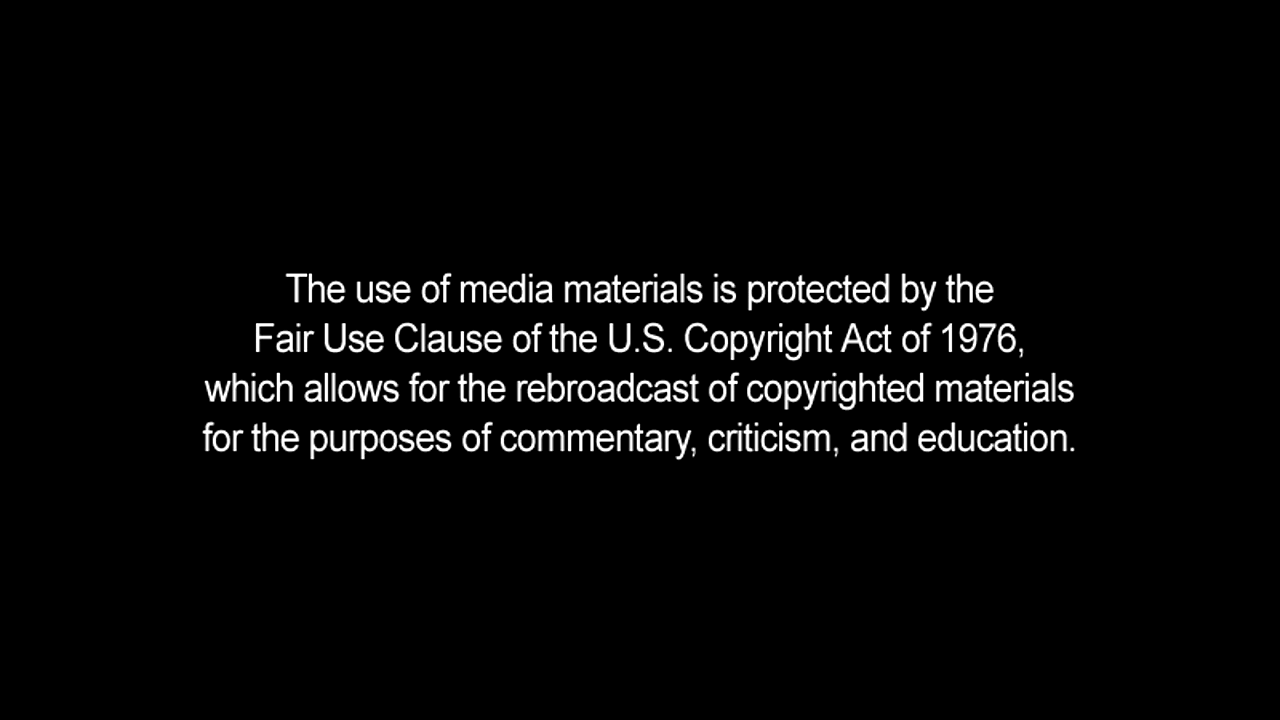 The use of media materials is protected by the
Fair Use Clause of the U.S. Copyright Act of 1976,
which allows for the rebroadcast of copyrighted materials
for the purposes of commentary, criticism, and education.